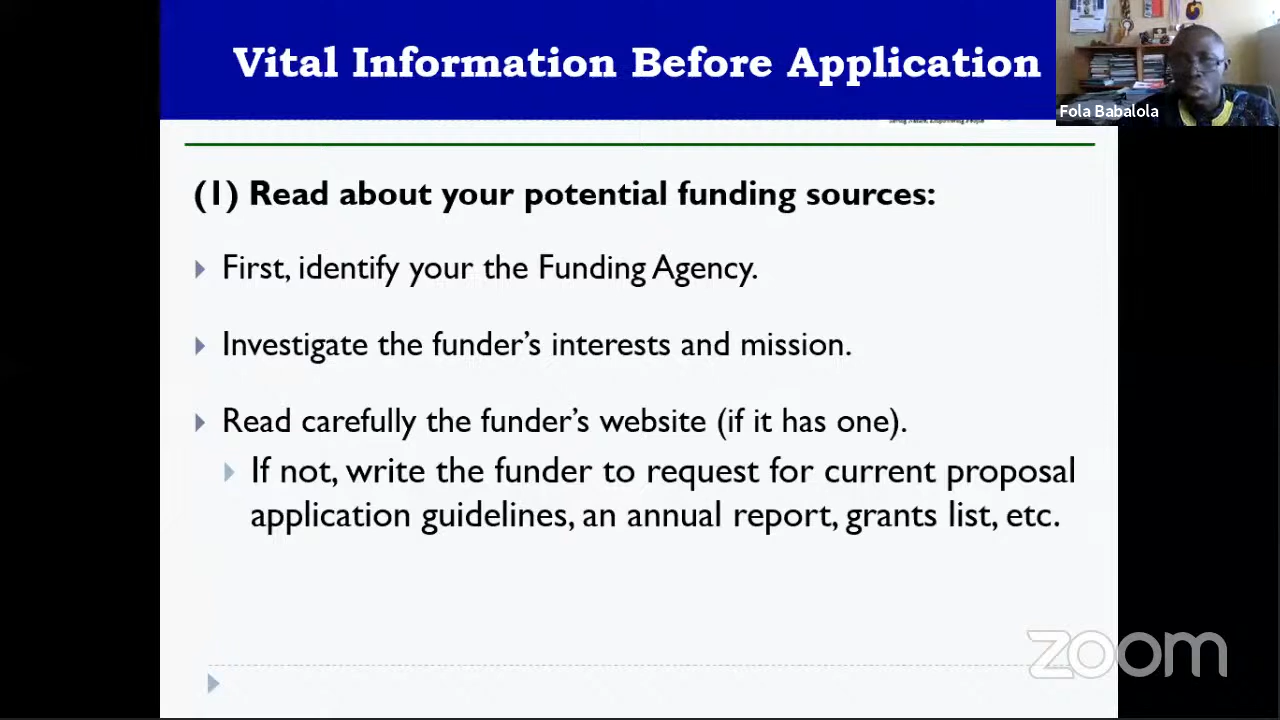 Vital Information Before Application
Fola Babalola
(1) Read about your potential funding sources:
First, identify your the Funding Agency.
Investigate the funder’s interests and mission.
Read carefully the funder’s website (if it has one).
If not, write the funder to request for current proposal
application guidelines, an annual report, grants list, etc.
zoom